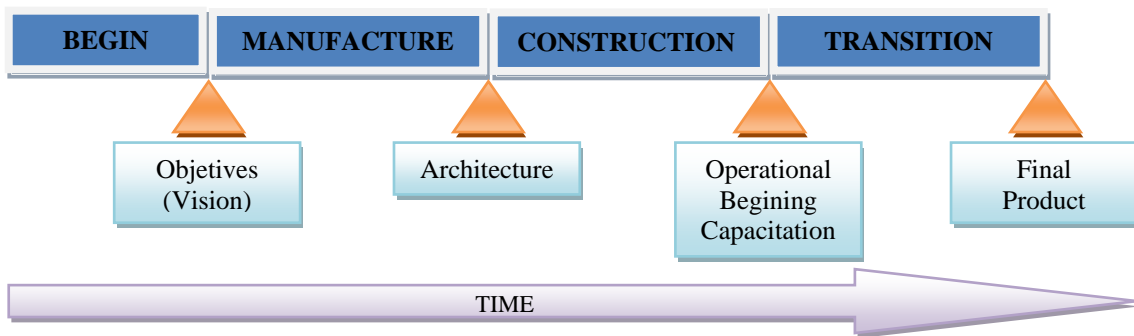 BEGIN
MANUFACTURE
CONSTRUCTION
TRANSITION
Objetives
(Vision)
Architecture
Operational
Begining
Capacitation
Final
Product
TIME